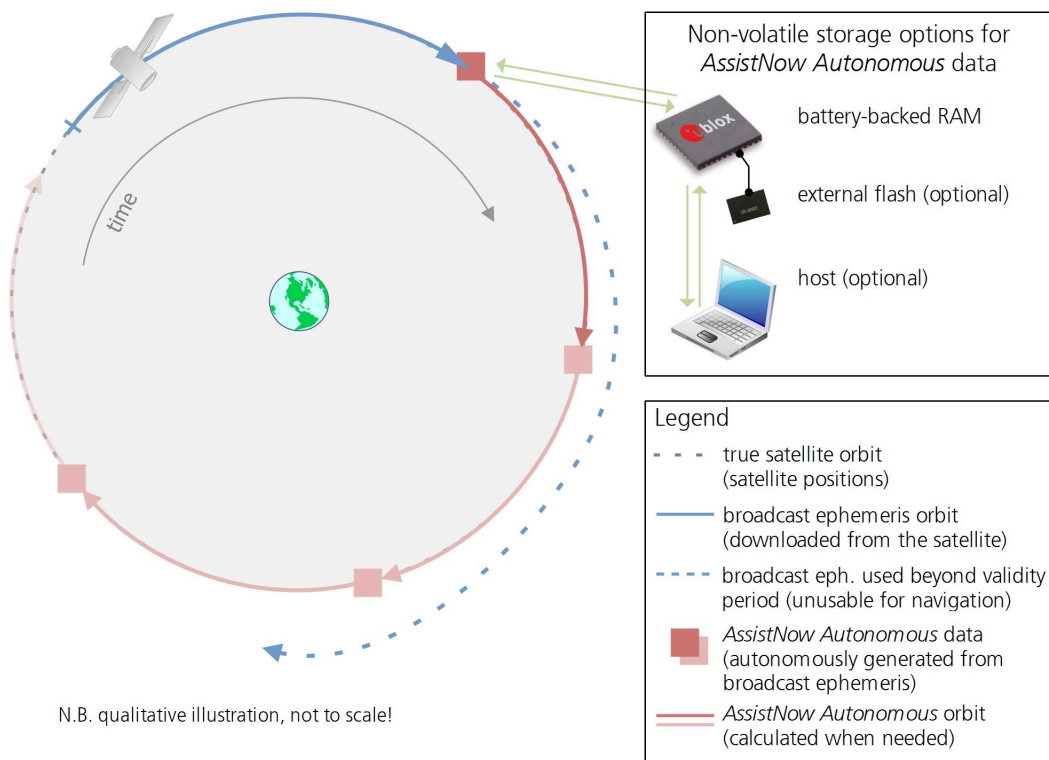 time
N.B. qualitative illustration, not to scale!
Non-volatile storage options for
AssistNow Autonomous data
battery-backed RAM
ublox
external flash (optional)
host (optional)
Legend
true satellite orbit
(satellite positions)
broadcast ephemeris orbit
(downloaded from the satellite)
broadcast eph. used beyond validity
period (unusable for navigation)
AssistNow Autonomous data
(autonomously generated from
broadcast ephemeris)
AssistNow Autonomous orbit
(calculated when needed)